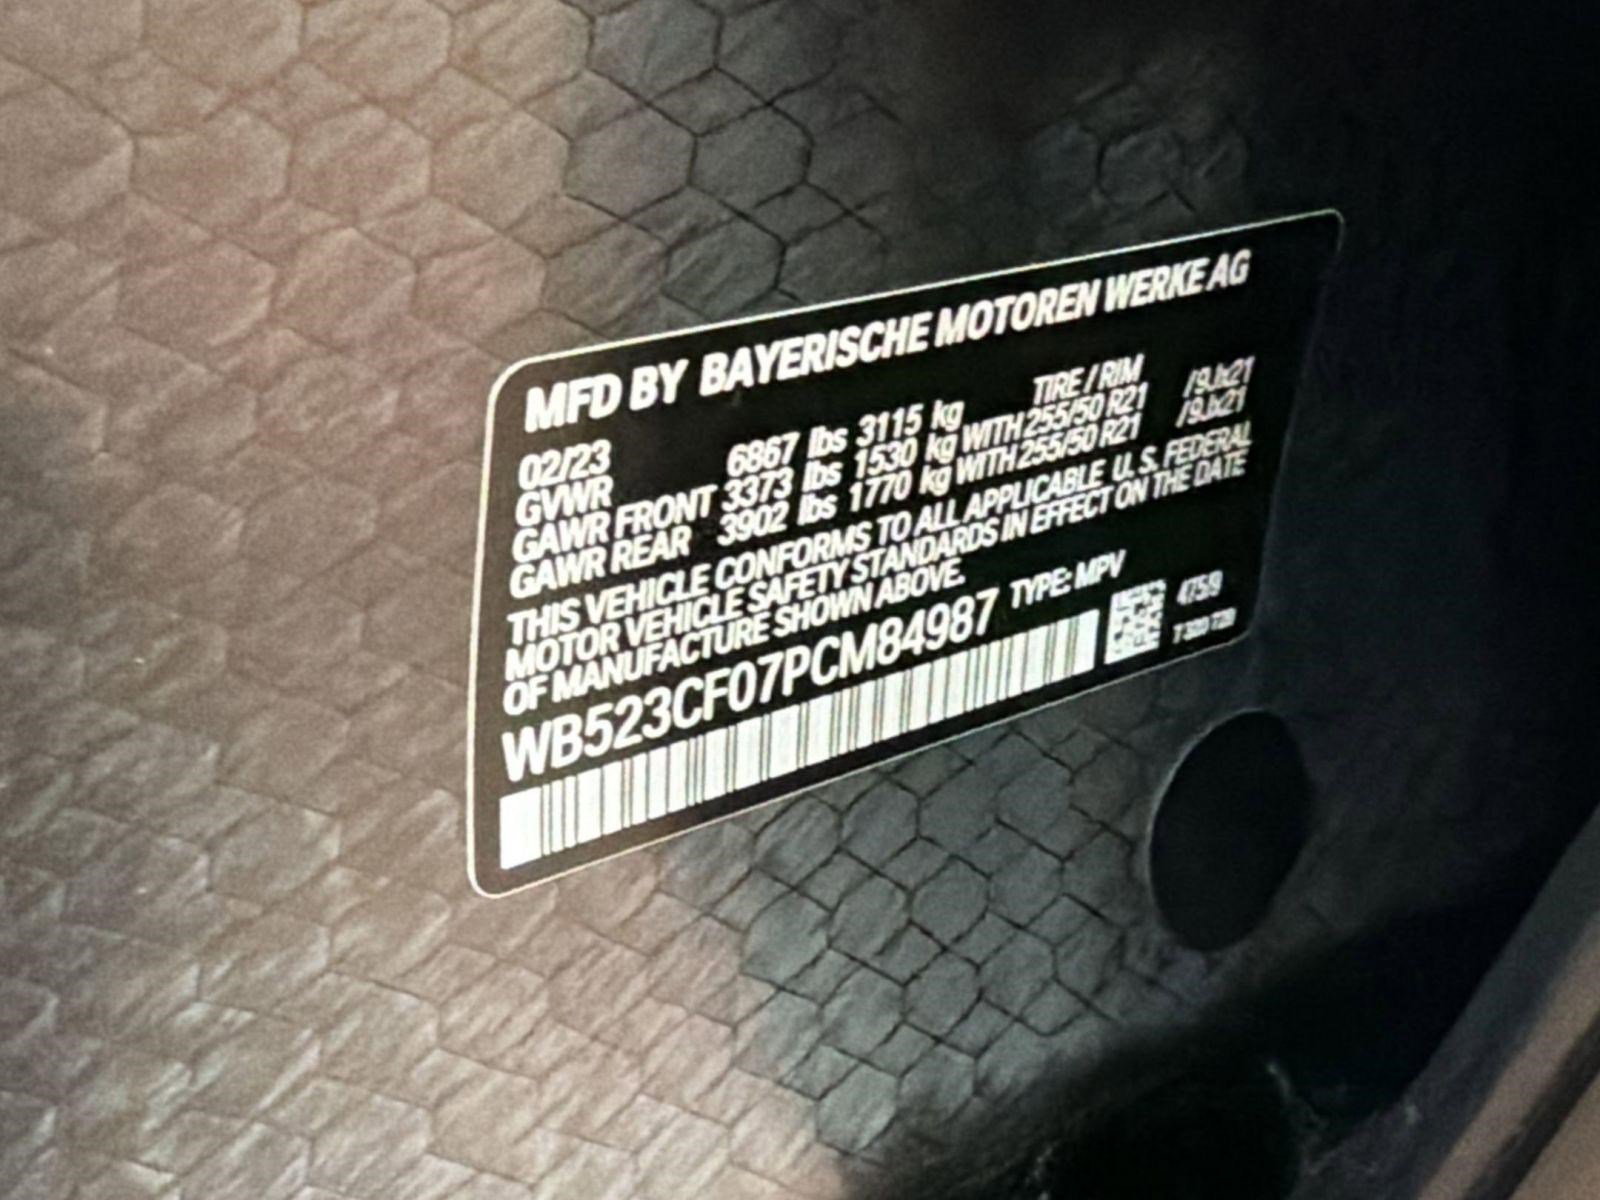 MFD BY BAYERISCHE MOTOREN WERKE AG
02/23 TIRE / RIM
GVWR 6867 lbs 3115 kg
GAWR FRONT 3373 lbs 1530 kg WITH 255/50 R21 /9Jx21
GAWR REAR 3902 lbs 1770 kg WITH 255/50 R21 /9Jx21
THIS VEHICLE CONFORMS TO ALL APPLICABLE U. S. FEDERAL
MOTOR VEHICLE SAFETY STANDARDS IN EFFECT ON THE DATE
OF MANUFACTURE SHOWN ABOVE.
WB523CF07PCM84987 TYPE: MPV